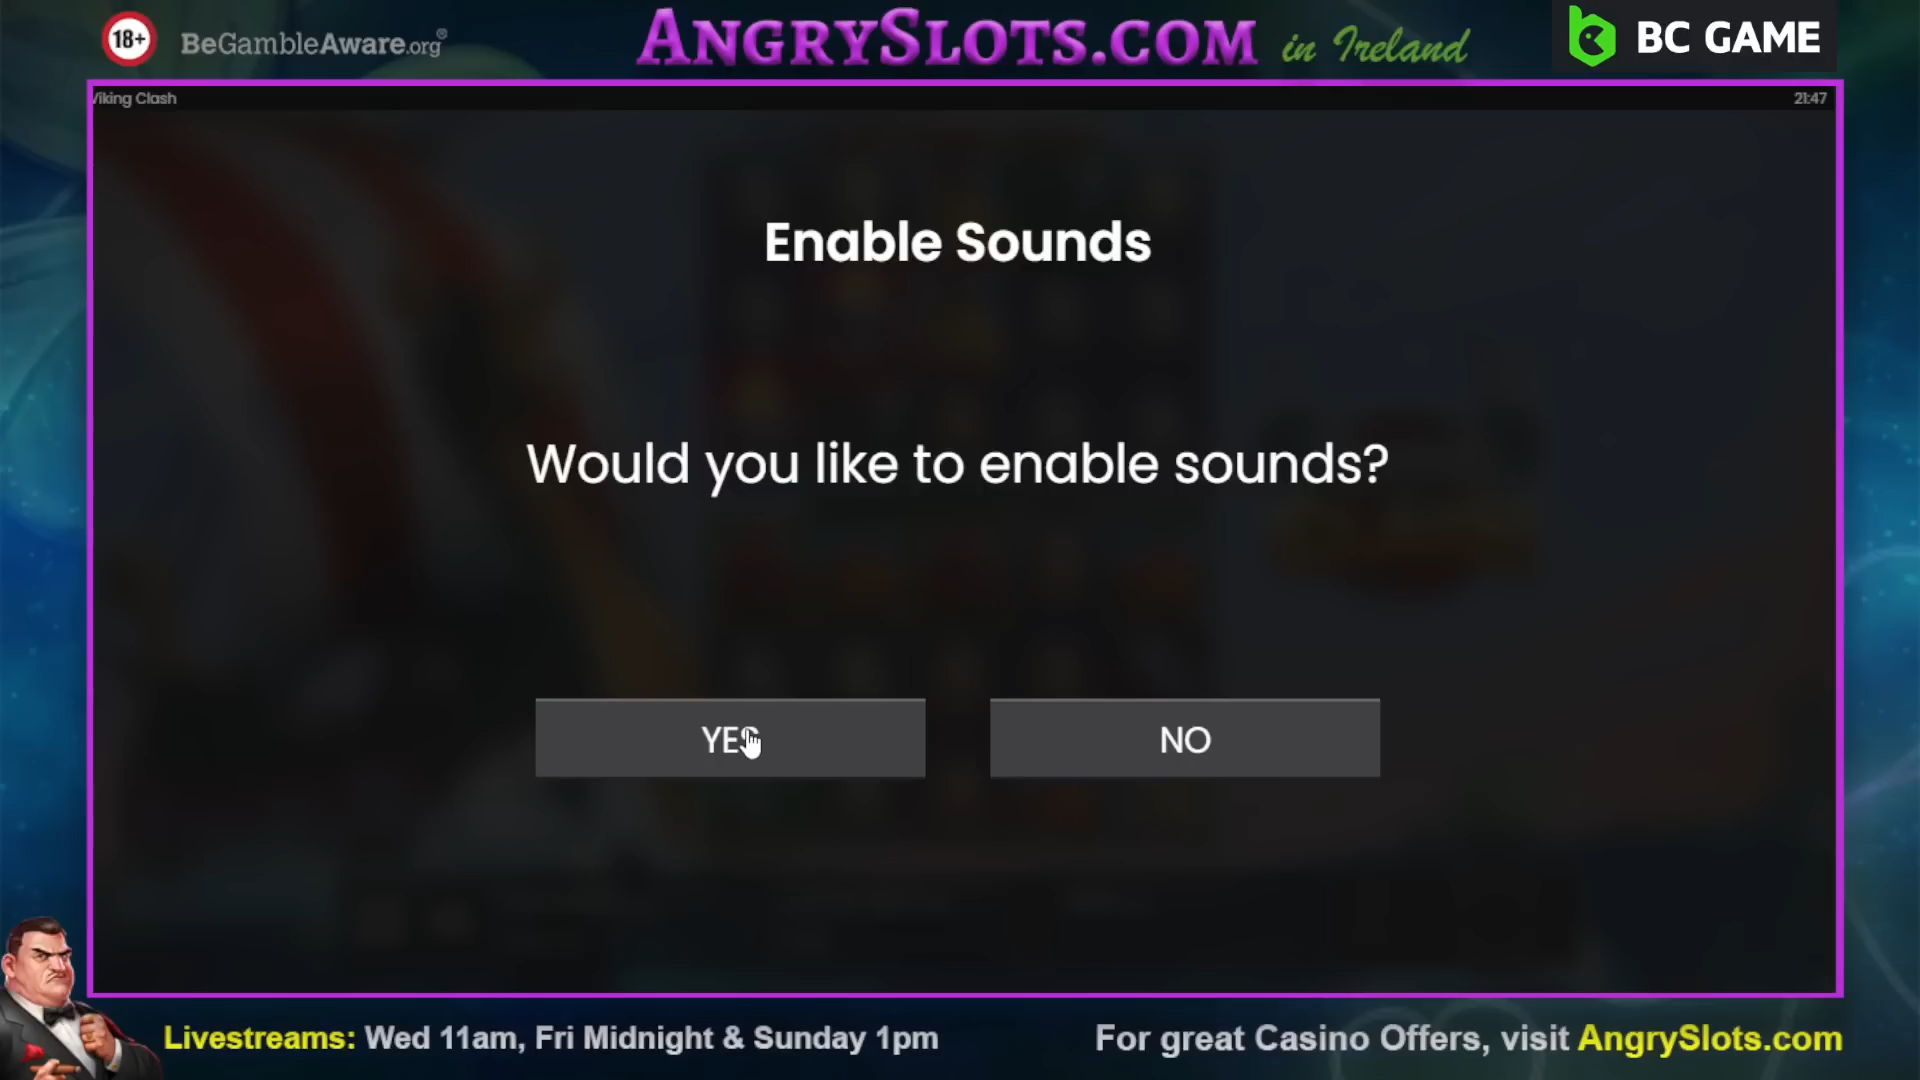 18+
BeGambleAware.org®
ANGRYSLOTS.COM in Ireland
BC GAME
Viking Clash
21:47
Enable Sounds
Would you like to enable sounds?
YES
NO
Livestreams: Wed 11am, Fri Midnight & Sunday 1pm
For great Casino Offers, visit AngrySlots.com